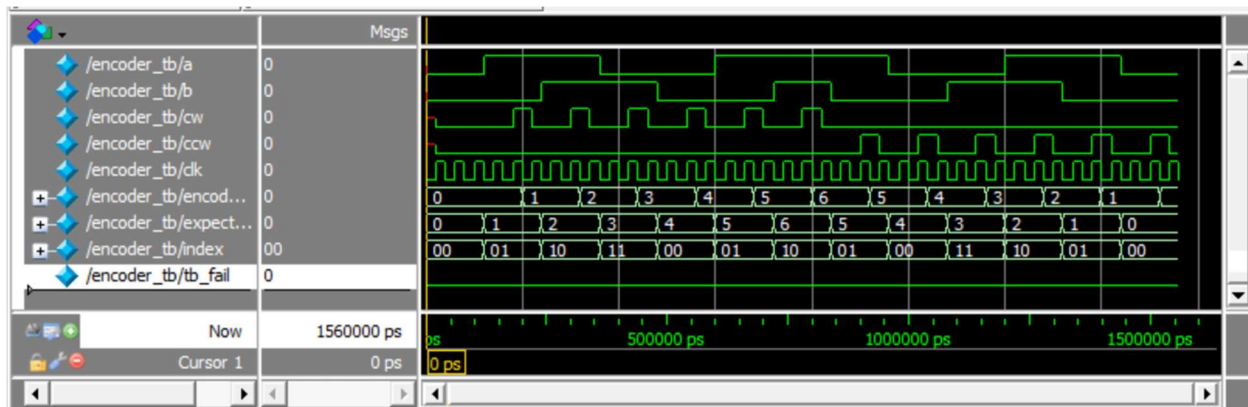 Msgs
/encoder_tb/a 0
/encoder_tb/b 0
/encoder_tb/cw 0
/encoder_tb/ccw 0
/encoder_tb/clk 0
/encoder_tb/encod... 0 0 1 2 3 4 5 6 5 4 3 2 1
/encoder_tb/expect... 0 0 1 2 3 4 5 6 5 4 3 2 1 0
/encoder_tb/index 00 00 01 10 11 00 01 10 01 00 11 10 01 00
/encoder_tb/tb_fail 0
Now 1560000 ps ps 500000 ps 1000000 ps 1500000 ps
Cursor 1 0 ps 0 ps